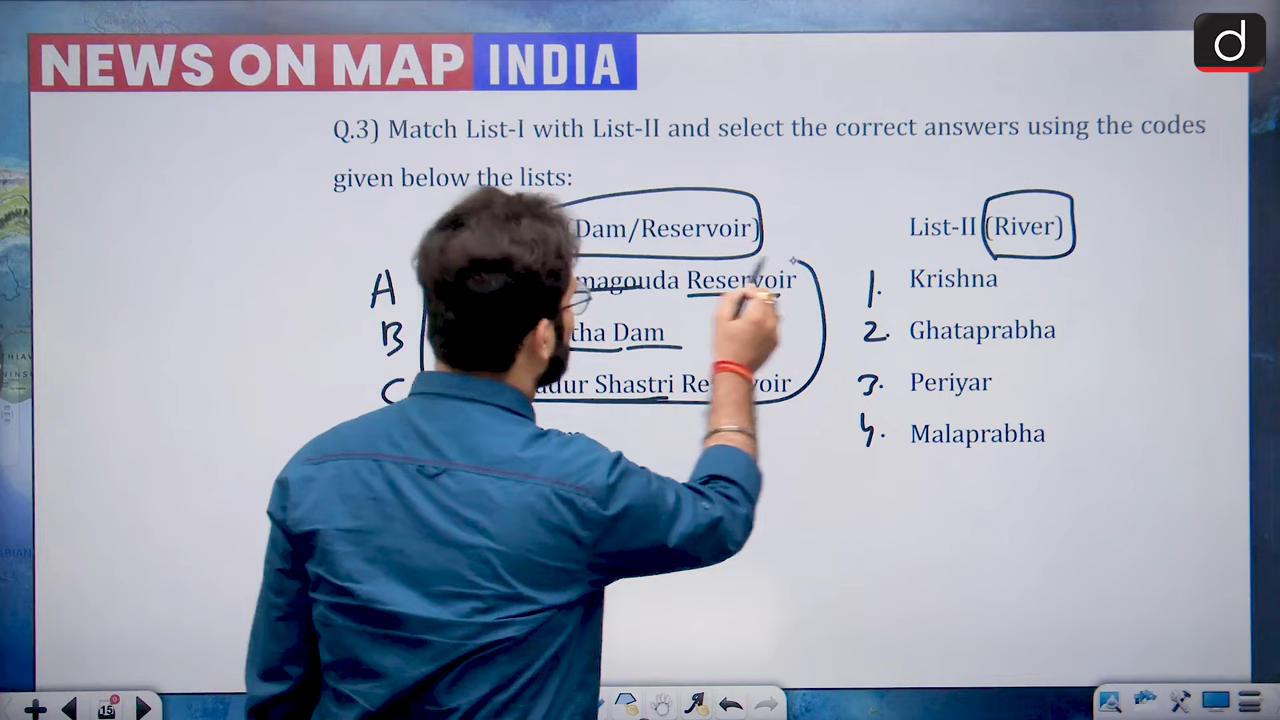 NEWS ON MAP INDIA
d
Q.3) Match List-I with List-II and select the correct answers using the codes
given below the lists:
(Dam/Reservoir) List-II (River)
A magouda Reservoir 1. Krishna
B tha Dam 2. Ghataprabha
C adur Shastri Reservoir 3. Periyar
4. Malaprabha
15